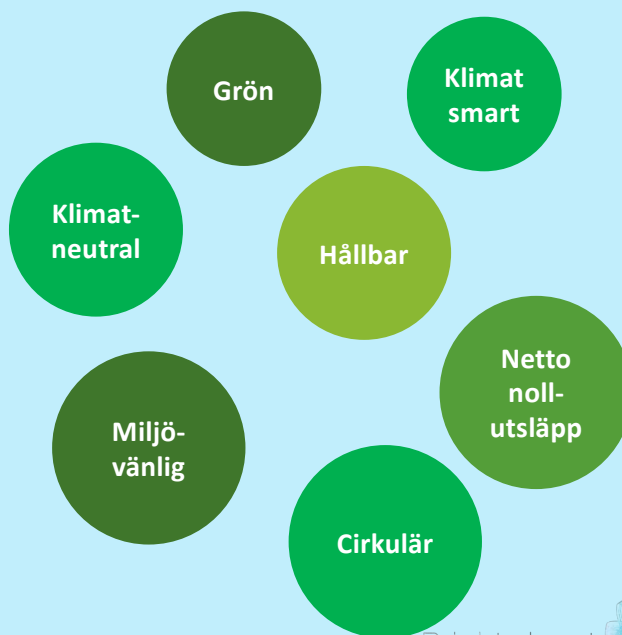 Grön
Klimat
smart
Klimat-
neutral
Hållbar
Netto
noll-
utsläpp
Miljö-
vänlig
Cirkulär